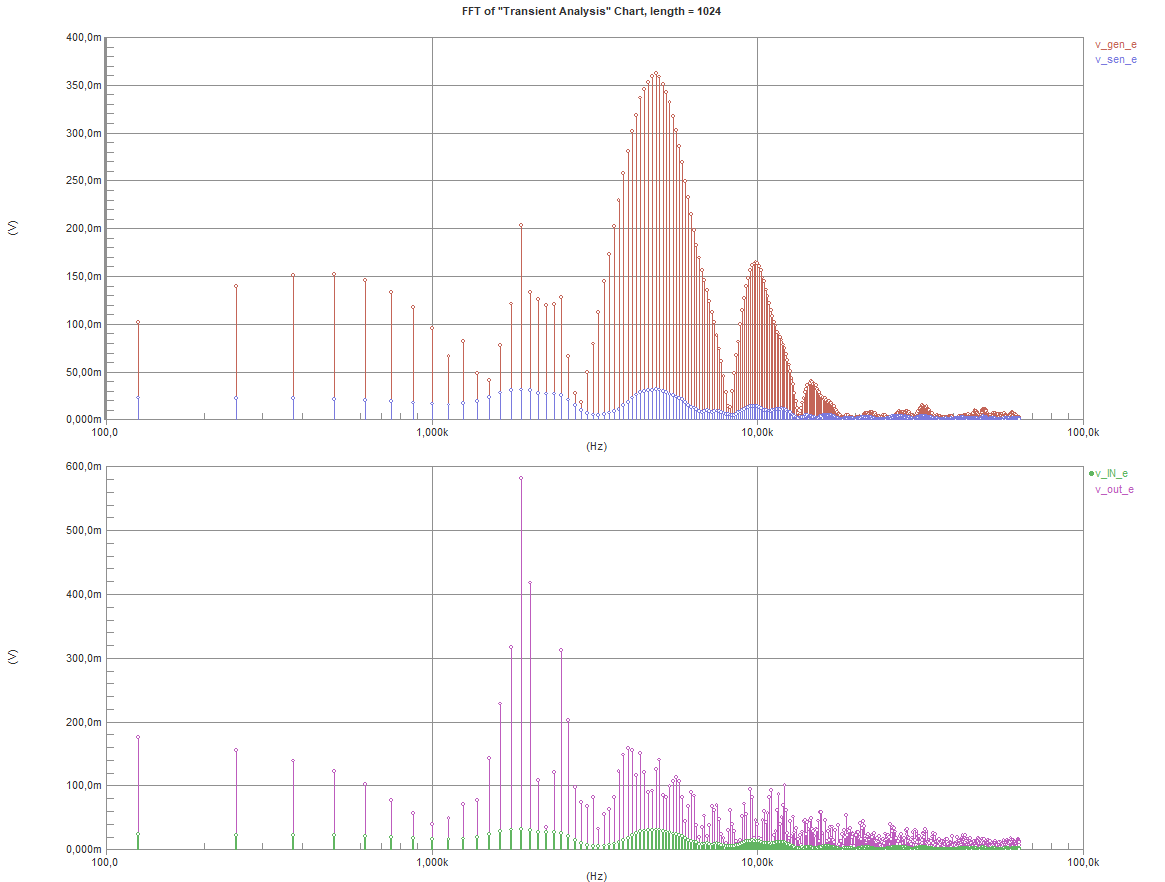 FFT of "Transient Analysis" Chart, length = 1024
400,0m
350,0m
300,0m
250,0m
200,0m
150,0m
100,0m
50,00m
0,000m
(V)
100,0
1,000k
10,00k
100,0k
(Hz)
v_gen_e
v_sen_e
600,0m
500,0m
400,0m
300,0m
200,0m
100,0m
0,000m
(V)
100,0
1,000k
10,00k
100,0k
(Hz)
v_IN_e
v_out_e